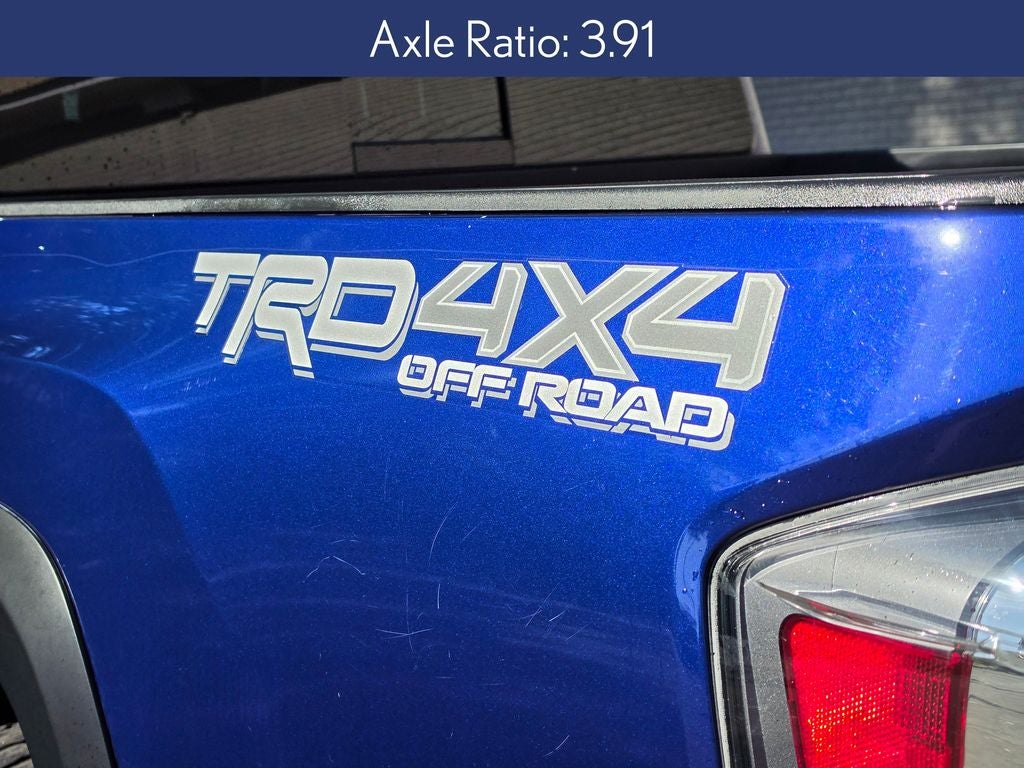 Axle Ratio: 3.91
TRD 4X4
OFF ROAD